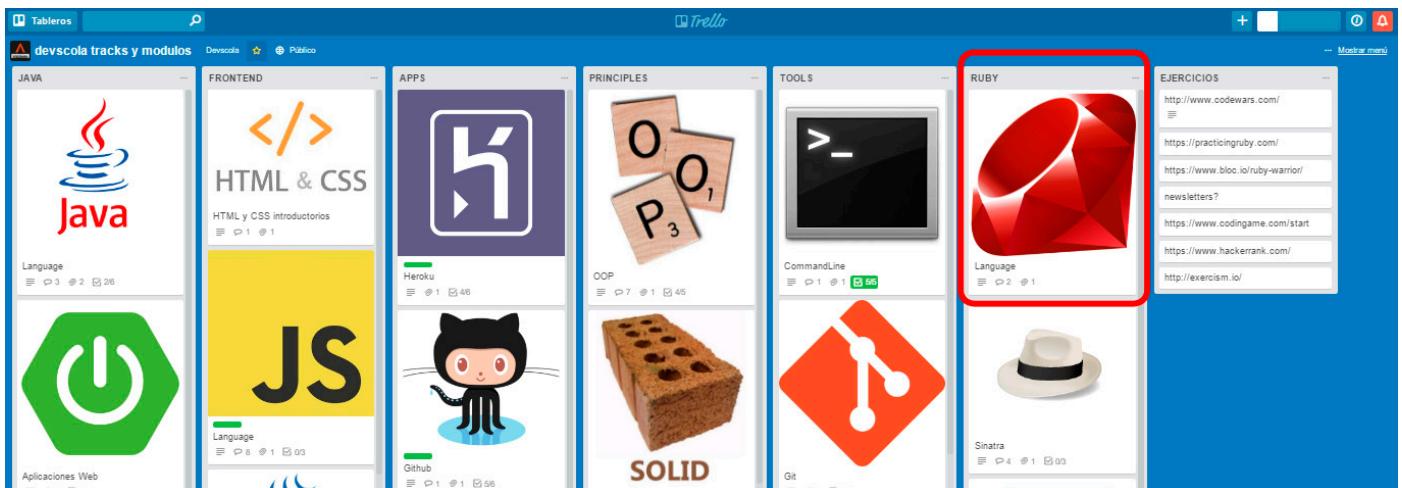 Tableros
Trello
devscola tracks y modulos Devscola Público
Mostrar menú
JAVA
Java
Language
3 2 2/6
Aplicaciones Web
FRONTEND
</>
HTML & CSS
HTML y CSS introductorios
1 1
JS
Language
8 1 0/3
APPS
Heroku
1 4/6
Github
1 1 5/6
PRINCIPLES
O
O1
P3
OOP
7 1 4/5
SOLID
TOOLS
>_
CommandLine
1 1 5/5
Git
RUBY
Language
2 1
Sinatra
4 1 0/3
EJERCICIOS
http://www.codewars.com/
https://practicingruby.com/
https://www.bloc.io/ruby-warrior/
newsletters?
https://www.codingame.com/start
https://www.hackerrank.com/
http://exercism.io/